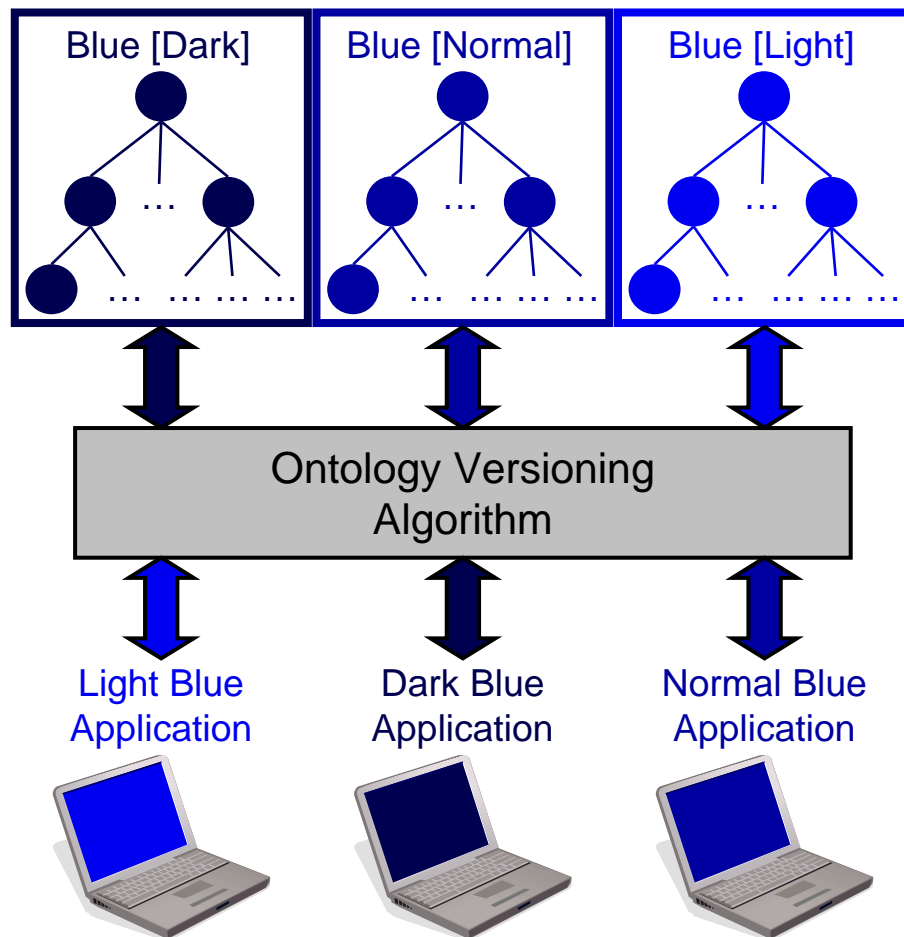 Blue [Dark]
Blue [Normal]
Blue [Light]
...
...
...
... ... ... ...
... ... ... ...
... ... ... ...
Ontology Versioning
Algorithm
Light Blue
Application
Dark Blue
Application
Normal Blue
Application